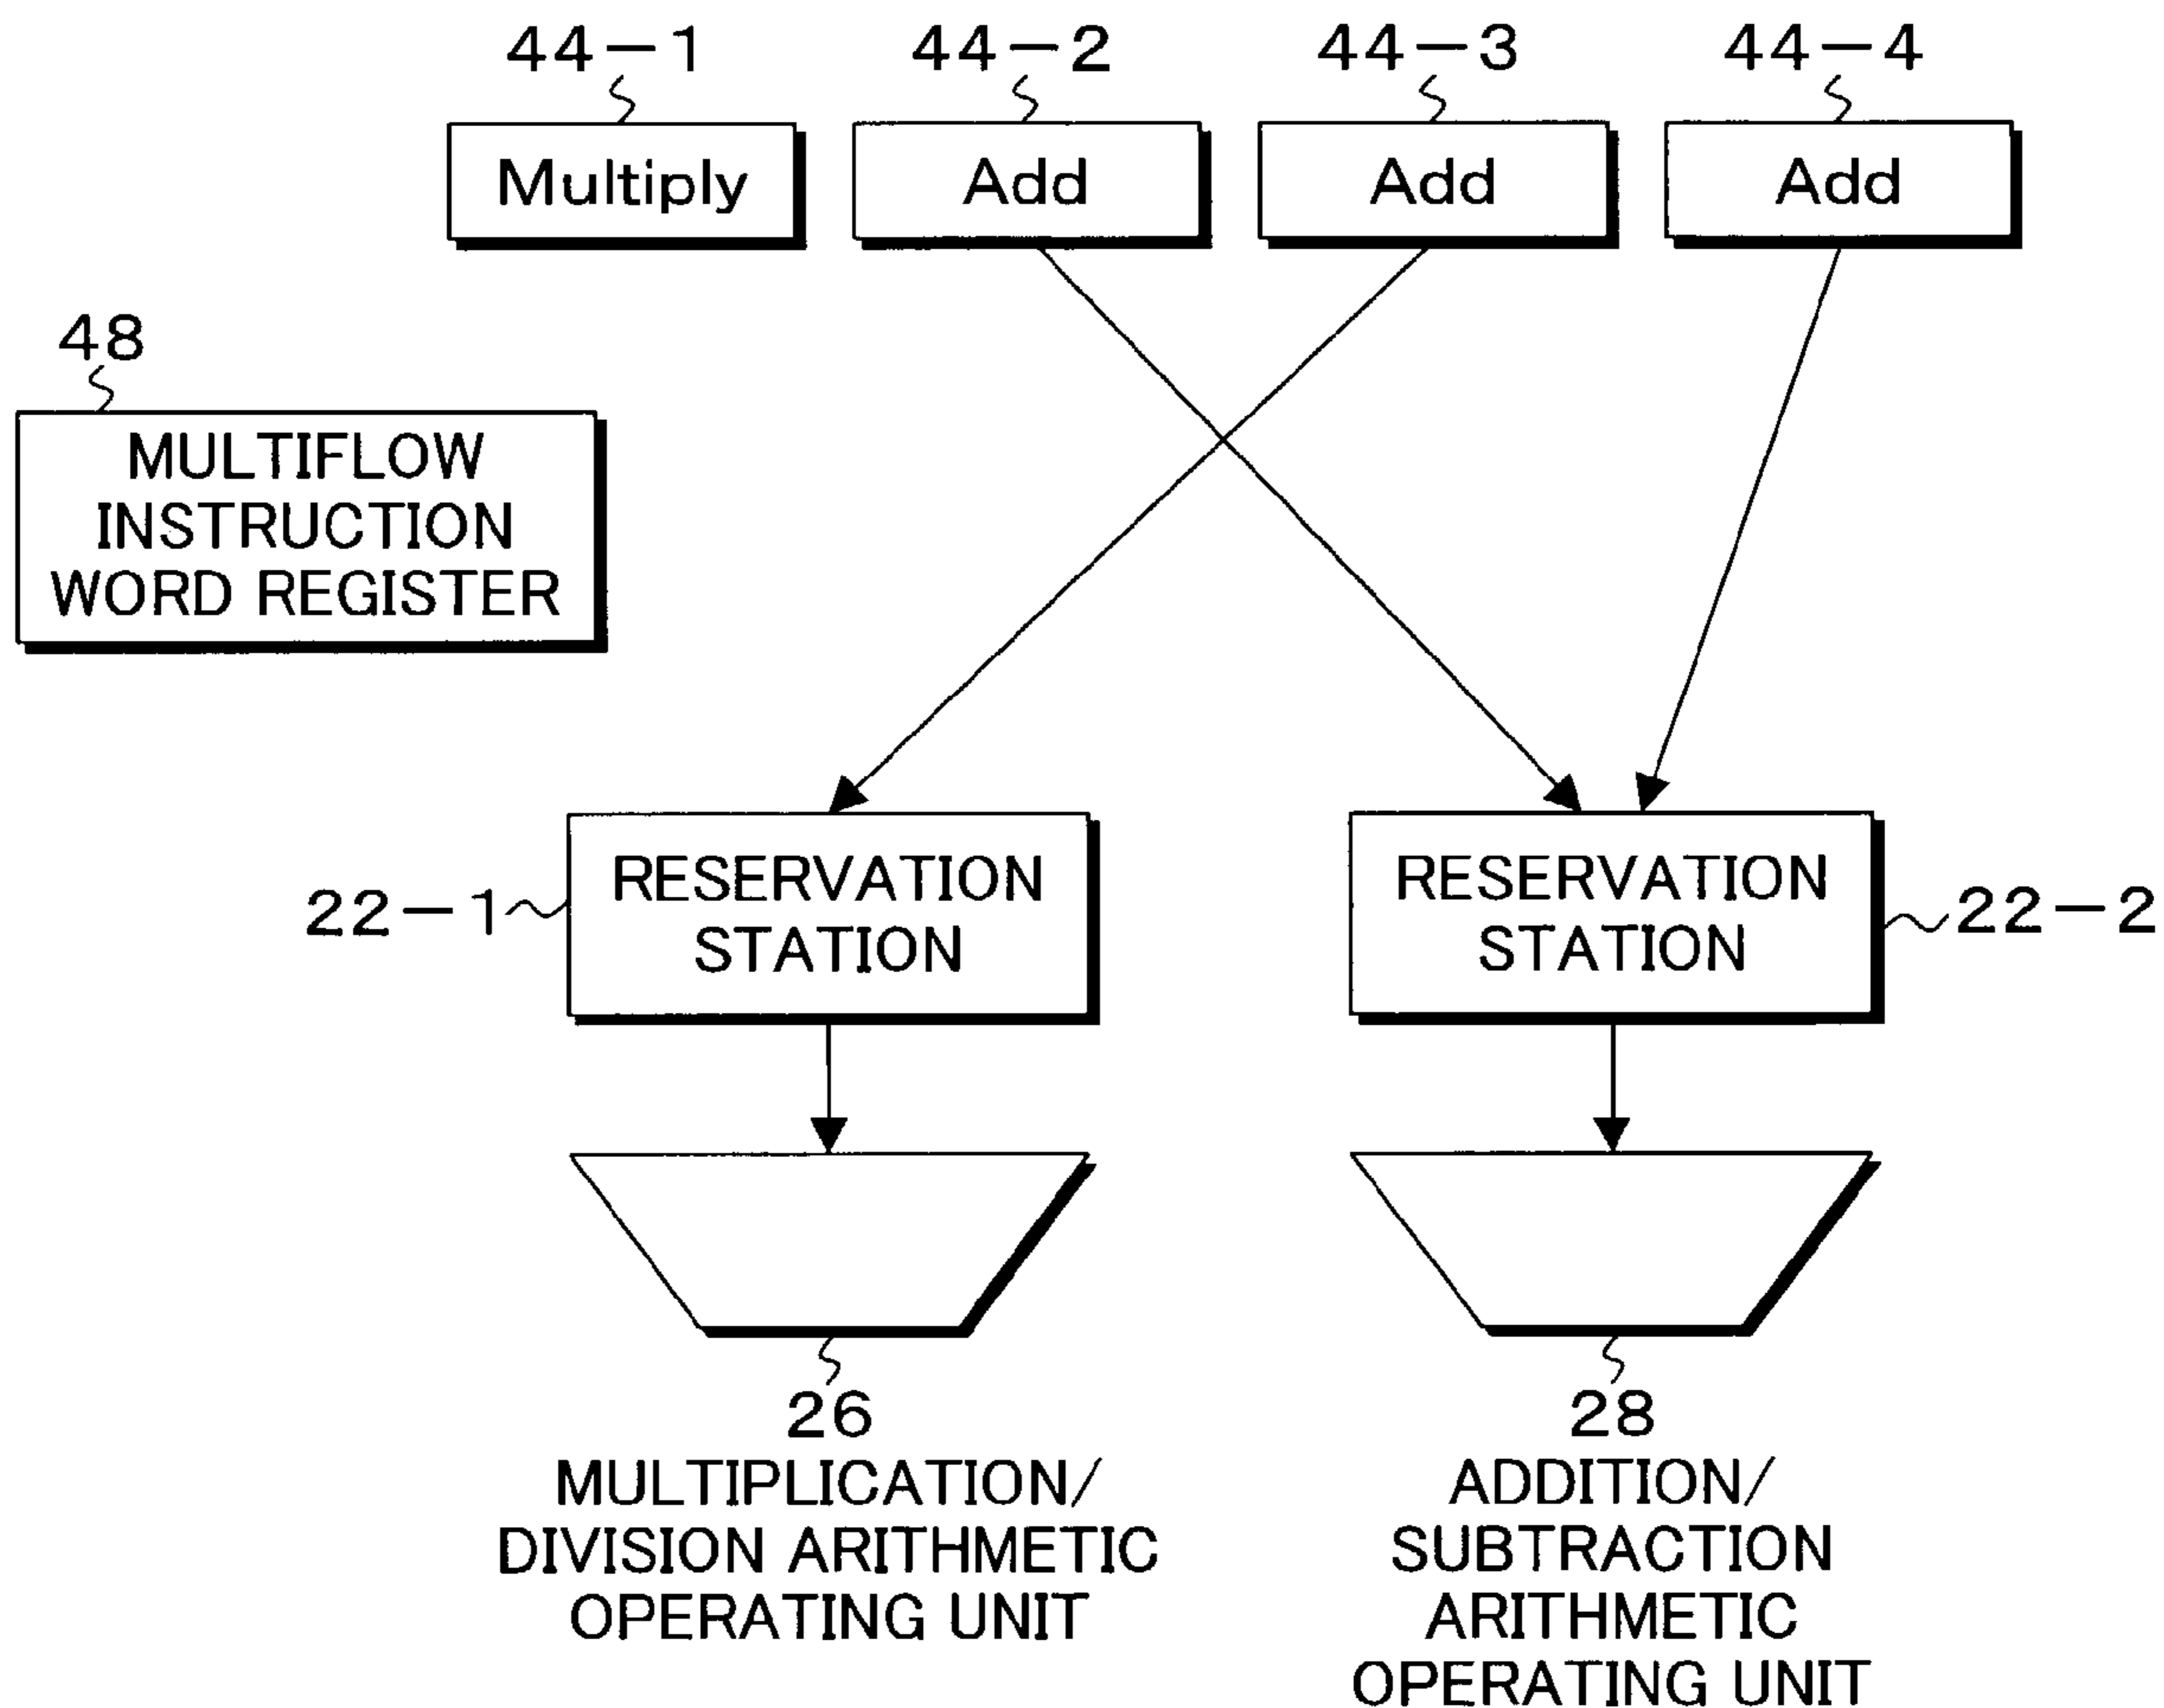 44-1 44-2 44-3 44-4
Multiply Add Add Add
48
MULTIFLOW
INSTRUCTION
WORD REGISTER
22-1
RESERVATION
STATION
RESERVATION
STATION
22-2
26
MULTIPLICATION/
DIVISION ARITHMETIC
OPERATING UNIT
28
ADDITION/
SUBTRACTION
ARITHMETIC
OPERATING UNIT